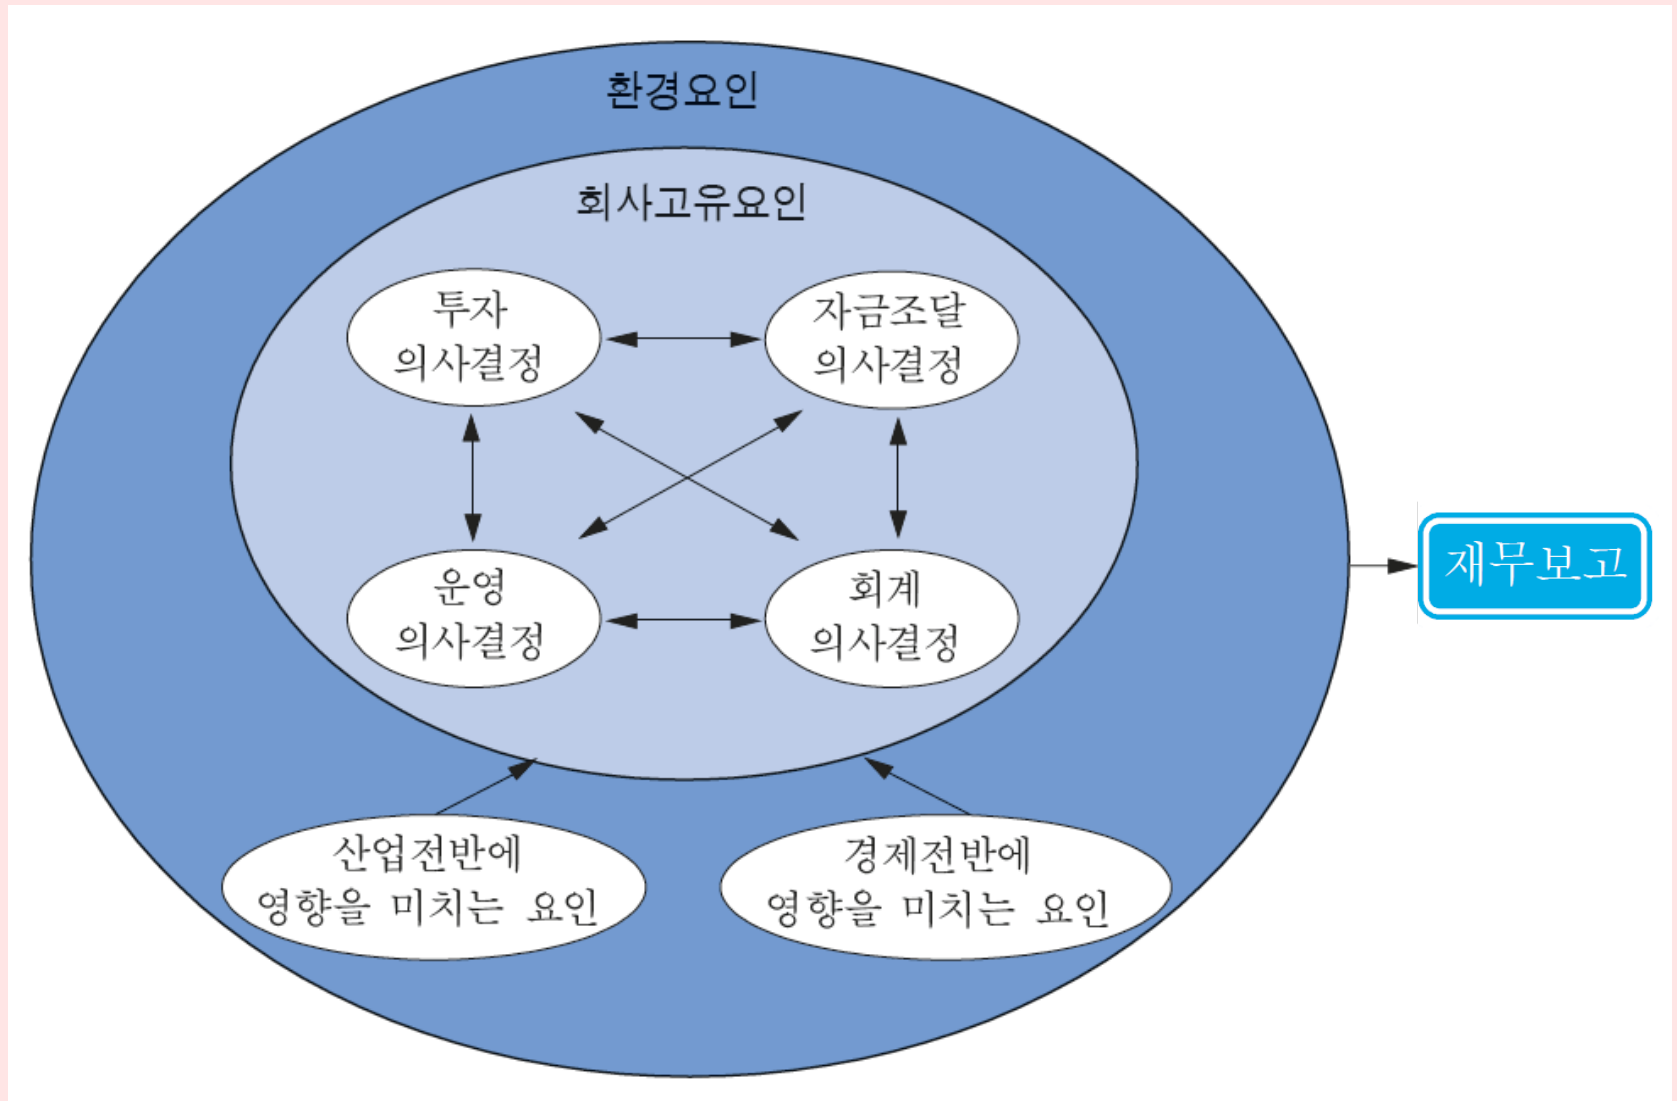 환경요인
회사고유요인
투자
의사결정
자금조달
의사결정
운영
의사결정
회계
의사결정
재무보고
산업전반에
영향을 미치는 요인
경제전반에
영향을 미치는 요인